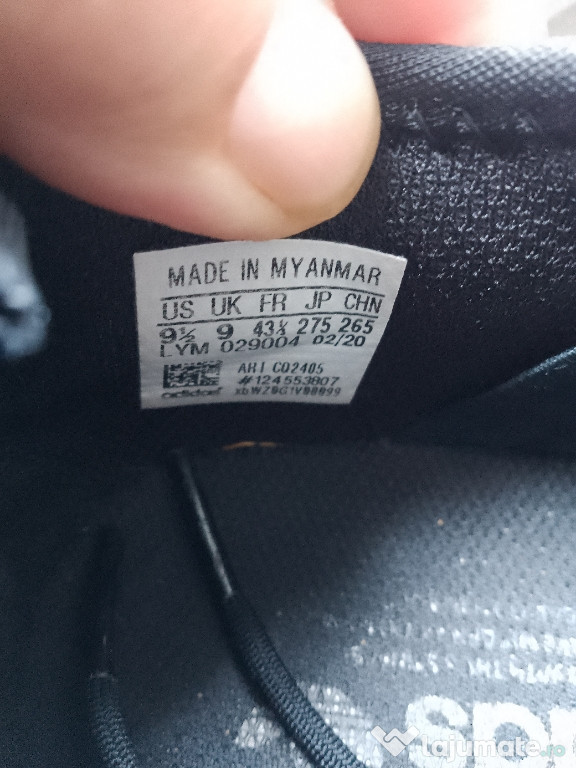 MADE IN MYANMAR
US UK FR JP CHN
9½ 9 43⅓ 275 265
LYM 029004 02/20
ART CQ2405
#124553807
adidas
lajumate.ro